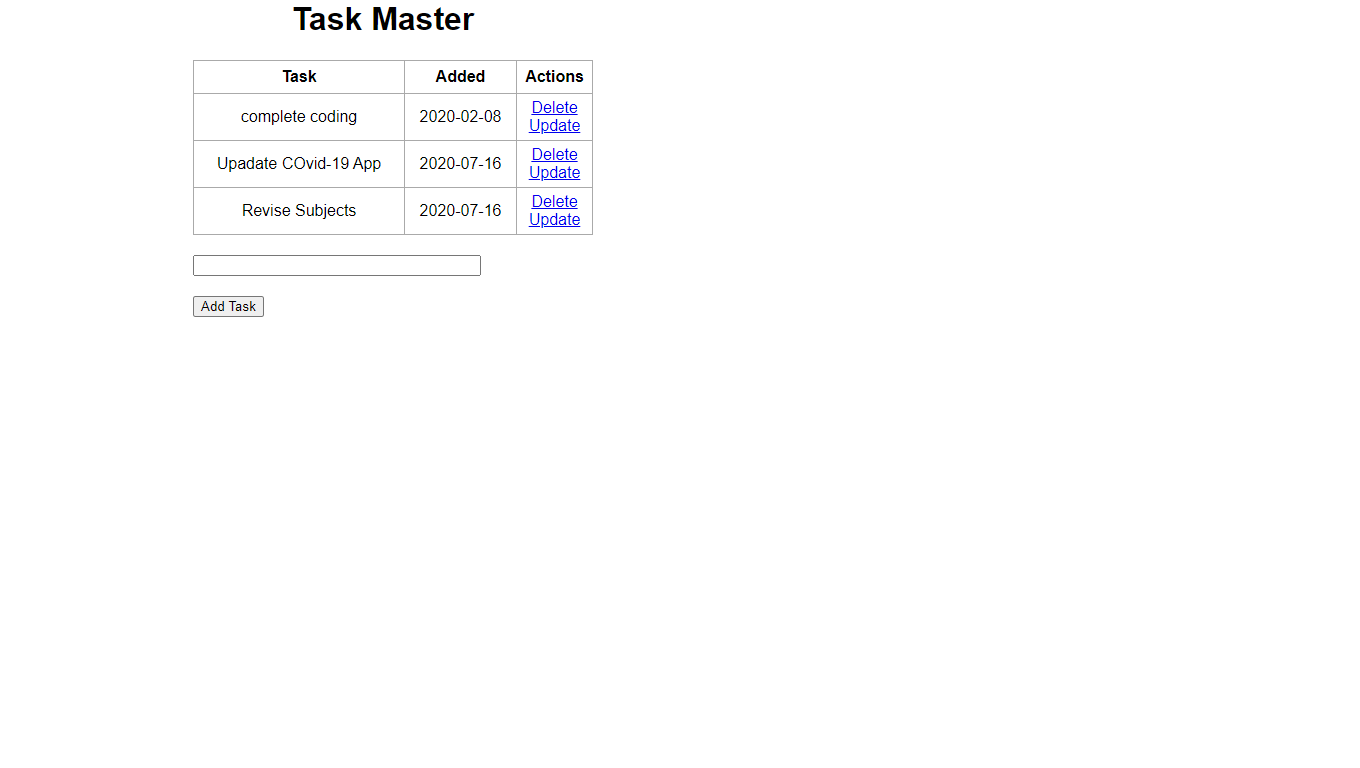 Task Master
Task Added Actions
complete coding 2020-02-08 Delete
Update
Upadate COvid-19 App 2020-07-16 Delete
Update
Revise Subjects 2020-07-16 Delete
Update
Add Task